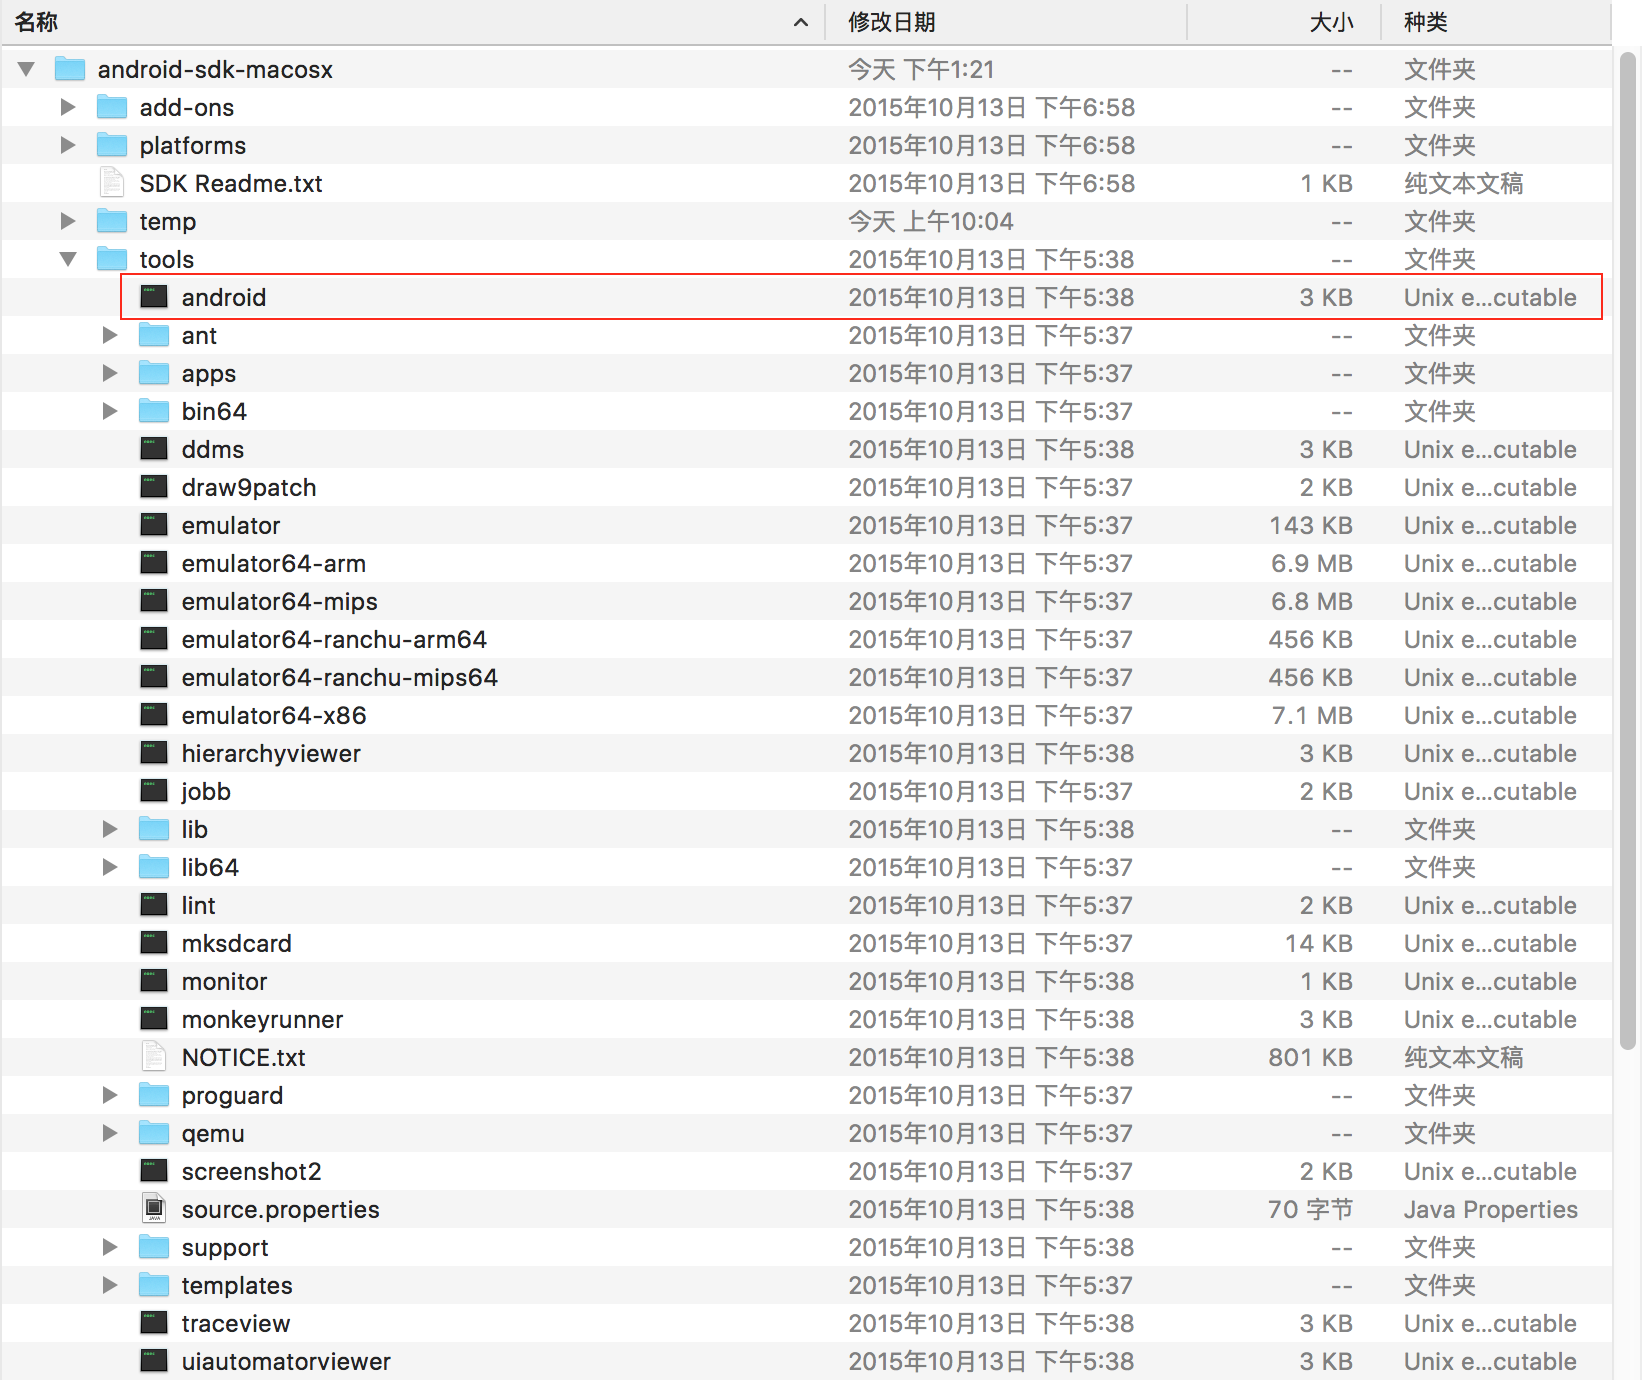 名称 修改日期 大小 种类
android-sdk-macosx 今天 下午1:21 -- 文件夹
add-ons 2015年10月13日 下午6:58 -- 文件夹
platforms 2015年10月13日 下午6:58 -- 文件夹
SDK Readme.txt 2015年10月13日 下午6:58 1 KB 纯文本文稿
temp 今天 上午10:04 -- 文件夹
tools 2015年10月13日 下午5:38 -- 文件夹
android 2015年10月13日 下午5:38 3 KB Unix e...cutable
ant 2015年10月13日 下午5:37 -- 文件夹
apps 2015年10月13日 下午5:37 -- 文件夹
bin64 2015年10月13日 下午5:37 -- 文件夹
ddms 2015年10月13日 下午5:38 3 KB Unix e...cutable
draw9patch 2015年10月13日 下午5:37 2 KB Unix e...cutable
emulator 2015年10月13日 下午5:37 143 KB Unix e...cutable
emulator64-arm 2015年10月13日 下午5:37 6.9 MB Unix e...cutable
emulator64-mips 2015年10月13日 下午5:37 6.8 MB Unix e...cutable
emulator64-ranchu-arm64 2015年10月13日 下午5:37 456 KB Unix e...cutable
emulator64-ranchu-mips64 2015年10月13日 下午5:37 456 KB Unix e...cutable
emulator64-x86 2015年10月13日 下午5:37 7.1 MB Unix e...cutable
hierarchyviewer 2015年10月13日 下午5:38 3 KB Unix e...cutable
jobb 2015年10月13日 下午5:37 2 KB Unix e...cutable
lib 2015年10月13日 下午5:38 -- 文件夹
lib64 2015年10月13日 下午5:37 -- 文件夹
lint 2015年10月13日 下午5:37 2 KB Unix e...cutable
mksdcard 2015年10月13日 下午5:37 14 KB Unix e...cutable
monitor 2015年10月13日 下午5:38 1 KB Unix e...cutable
monkeyrunner 2015年10月13日 下午5:38 3 KB Unix e...cutable
NOTICE.txt 2015年10月13日 下午5:38 801 KB 纯文本文稿
proguard 2015年10月13日 下午5:37 -- 文件夹
qemu 2015年10月13日 下午5:37 -- 文件夹
screenshot2 2015年10月13日 下午5:37 2 KB Unix e...cutable
source.properties 2015年10月13日 下午5:38 70 字节 Java Properties
support 2015年10月13日 下午5:38 -- 文件夹
templates 2015年10月13日 下午5:37 -- 文件夹
traceview 2015年10月13日 下午5:38 3 KB Unix e...cutable
uiautomatorviewer 2015年10月13日 下午5:38 3 KB Unix e...cutable